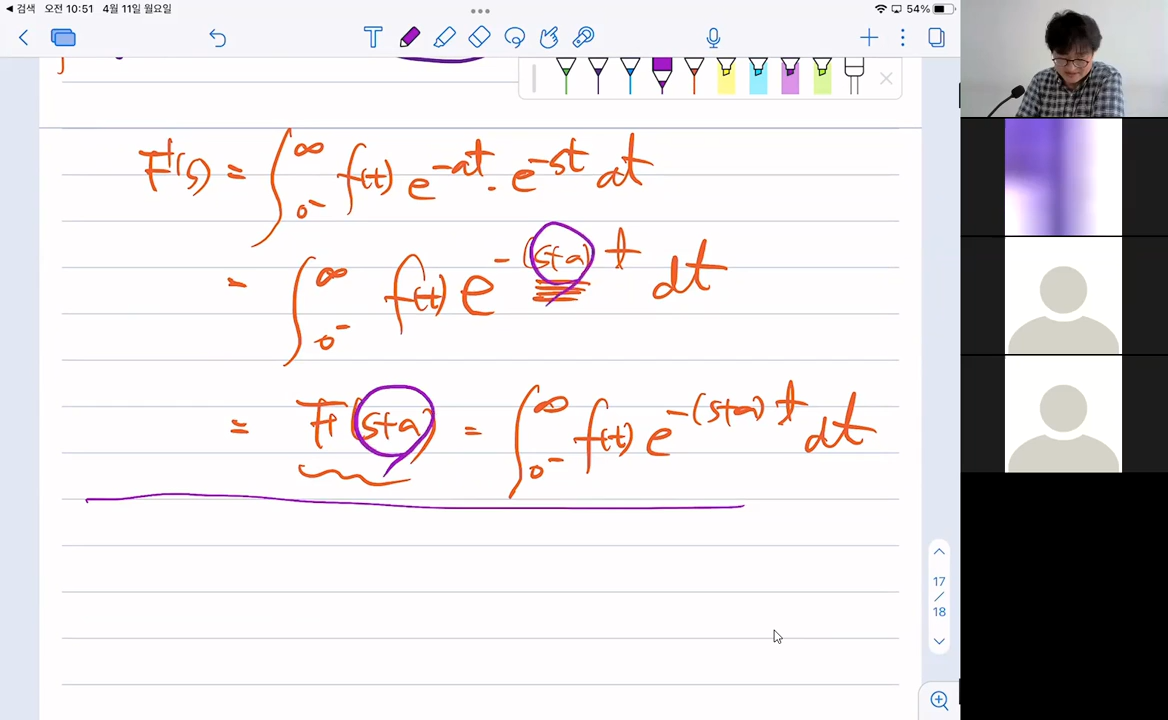 검색 오전 10:51 4월 11일 월요일
54%
F(s) = ∫₀₋^∞ f(t) e^-at · e^-st dt
= ∫₀₋^∞ f(t) e^-(s+a)t dt
= F(s+a) = ∫₀₋^∞ f(t) e^-(s+a)t dt
17
/
18